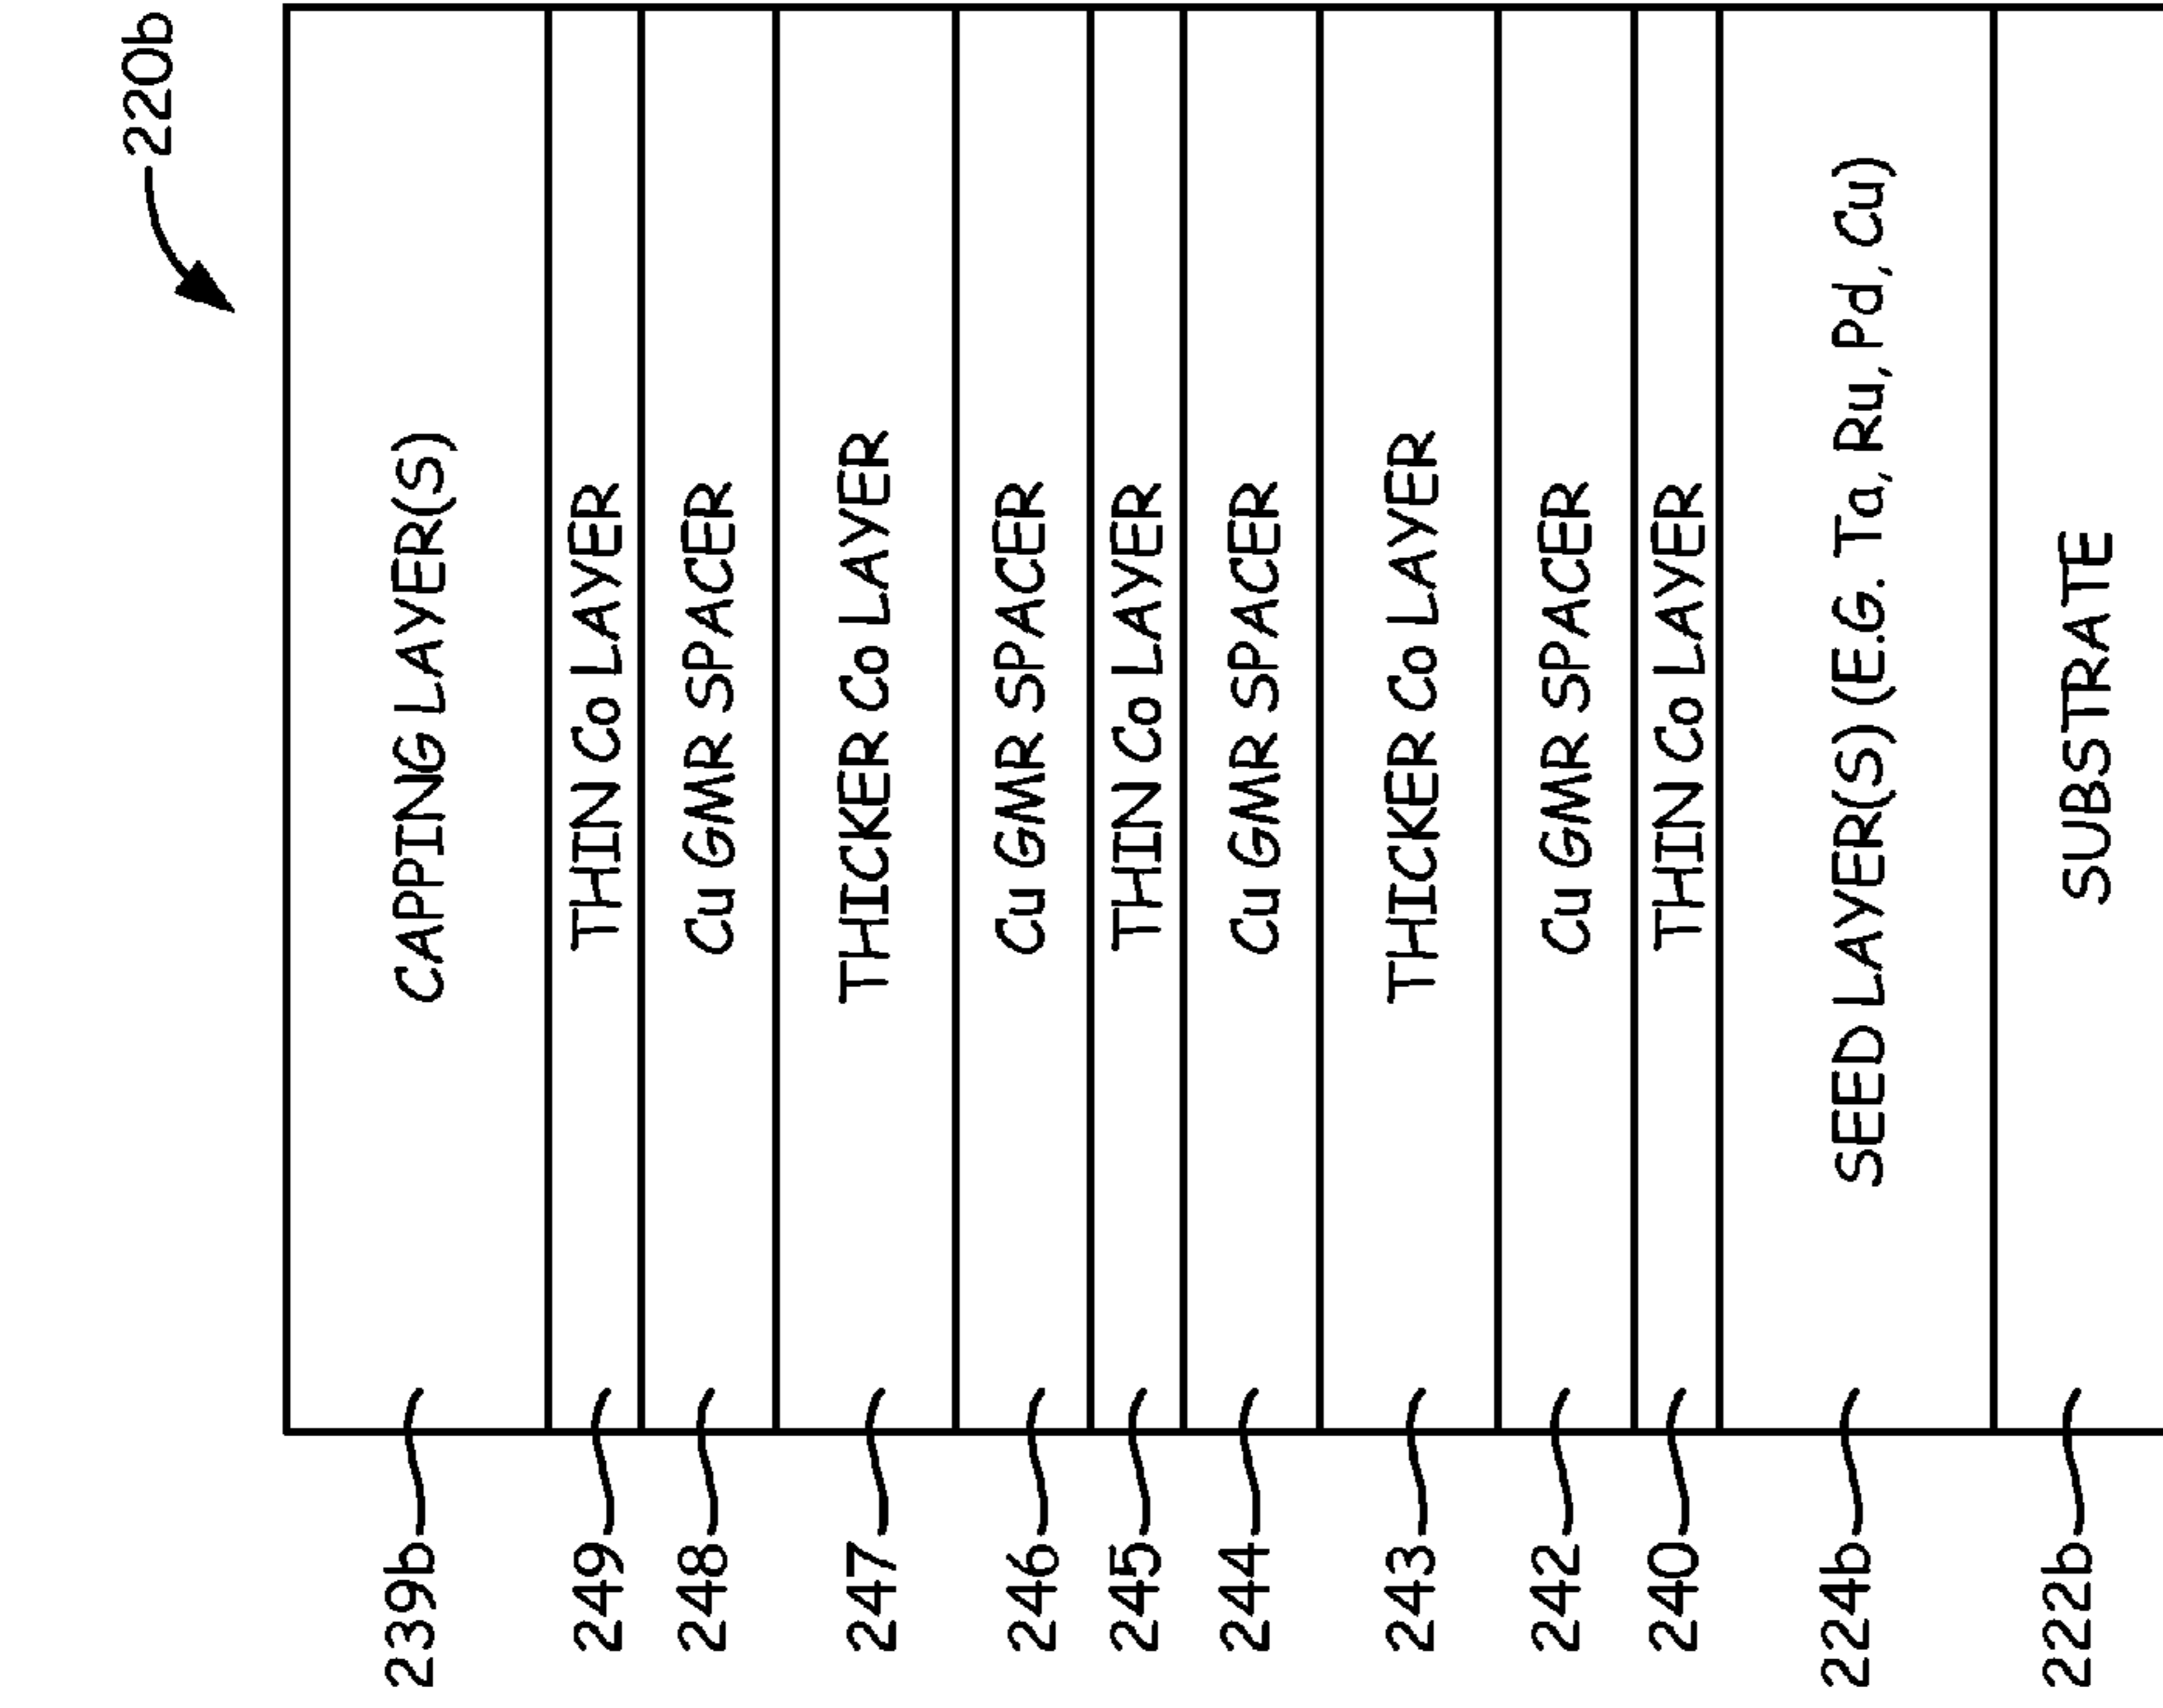 220b
239b
CAPPING LAYER(S)
249
THIN Co LAYER
248
Cu GMR SPACER
247
THICKER Co LAYER
246
Cu GMR SPACER
245
THIN Co LAYER
244
Cu GMR SPACER
243
THICKER Co LAYER
242
Cu GMR SPACER
240
THIN Co LAYER
224b
SEED LAYER(S) (E.G. Ta, Ru, Pd, Cu)
222b
SUBSTRATE